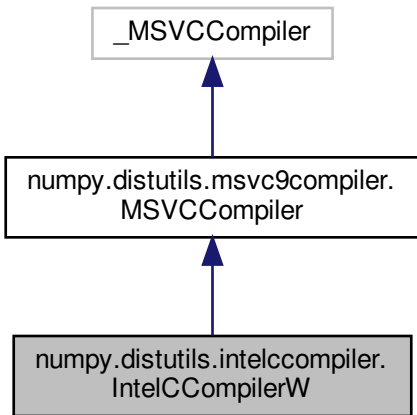 _MSVCCompiler
numpy.distutils.msvc9compiler.
MSVCCompiler
numpy.distutils.intelccompiler.
IntelCCompilerW